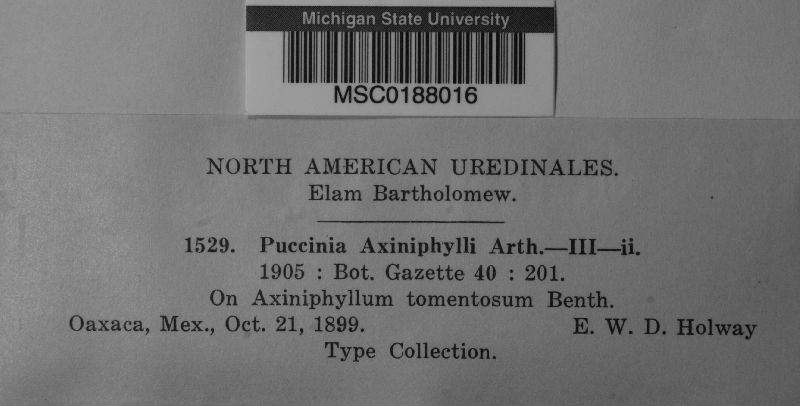 Michigan State University
MSC0188016
NORTH AMERICAN UREDINALES.
Elam Bartholomew.
1529. Puccinia Axiniphylli Arth.—III—ii.
1905 : Bot. Gazette 40 : 201.
On Axiniphyllum tomentosum Benth.
Oaxaca, Mex., Oct. 21, 1899. E. W. D. Holway
Type Collection.